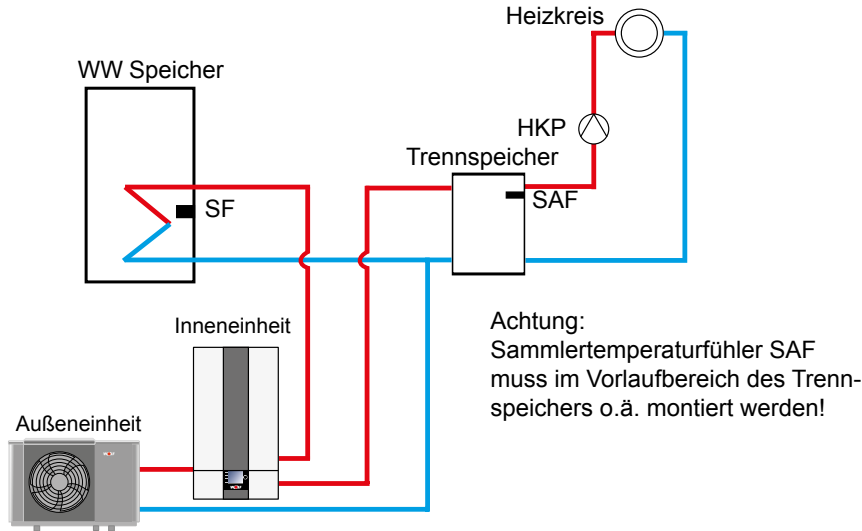 Heizkreis
WW Speicher
HKP
Trennspeicher
SF
SAF
Inneneinheit
Achtung:
Sammlertemperaturfühler SAF
muss im Vorlaufbereich des Trenn-
speichers o.ä. montiert werden!
Außeneinheit
WOLF